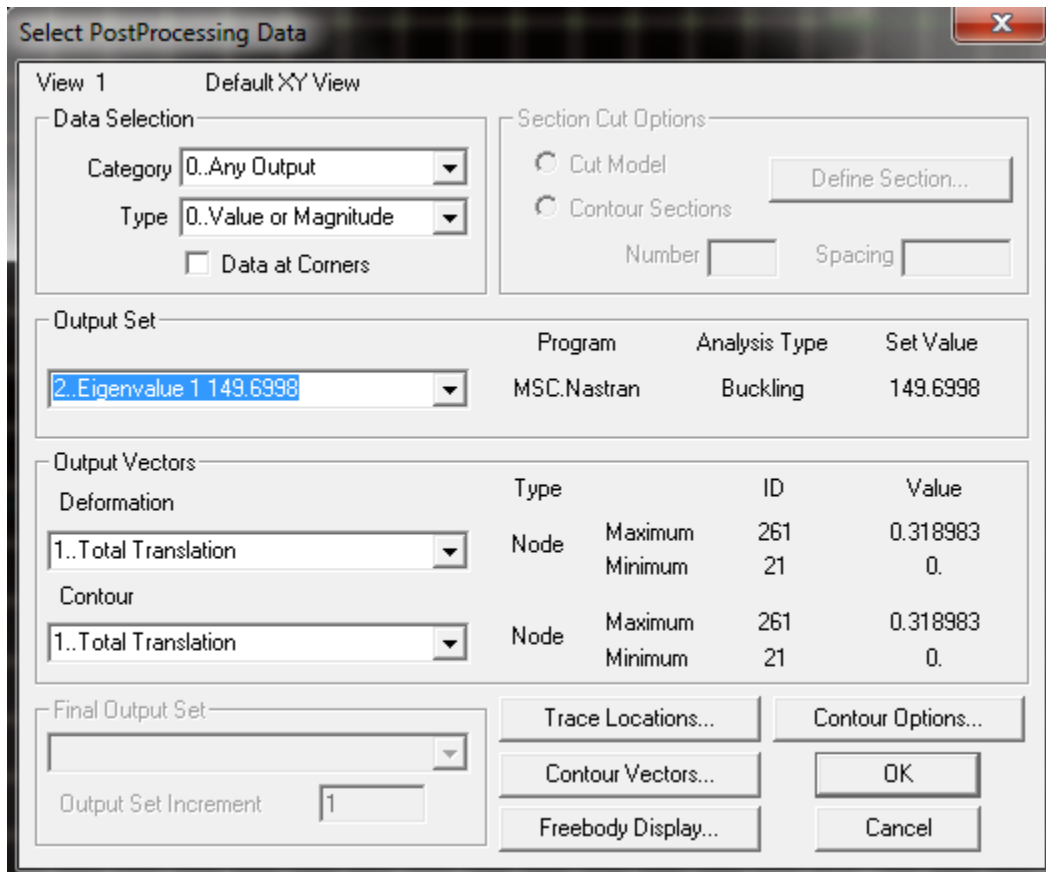 Select PostProcessing Data
View 1 Default XY View
Data Selection
Category 0..Any Output
Type 0..Value or Magnitude
Data at Corners
Section Cut Options
Cut Model
Define Section...
Contour Sections
Number Spacing
Output Set
Program Analysis Type Set Value
2..Eigenvalue 1 149.6998 MSC.Nastran Buckling 149.6998
Output Vectors
Deformation
Type ID Value
1..Total Translation
Node Maximum 261 0.318983
Minimum 21 0.
Contour
1..Total Translation
Node Maximum 261 0.318983
Minimum 21 0.
Final Output Set
Output Set Increment 1
Trace Locations... Contour Options...
Contour Vectors... OK
Freebody Display... Cancel